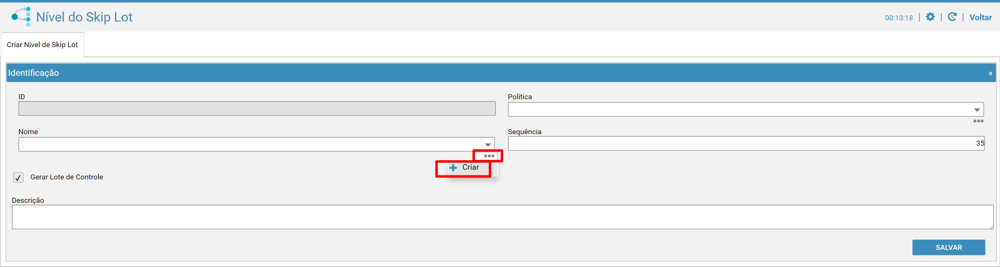 Nível do Skip Lot
00:13:18 | | | Voltar
Criar Nível de Skip Lot
Identificação «
ID
Política
Nome
Sequência
35
Criar
Gerar Lote de Controle
Descrição
SALVAR